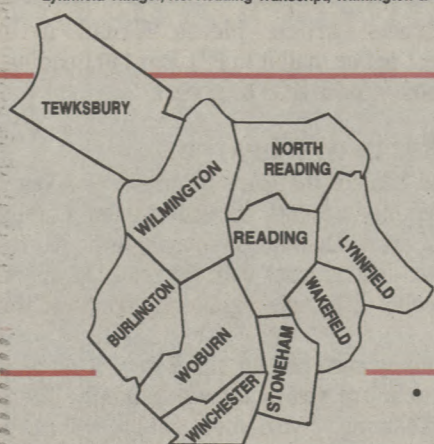 TEWKSBURY
NORTH
READING
WILMINGTON
READING
LYNNFIELD
BURLINGTON
WAKEFIELD
WOBURN
STONEHAM
WINCHESTER